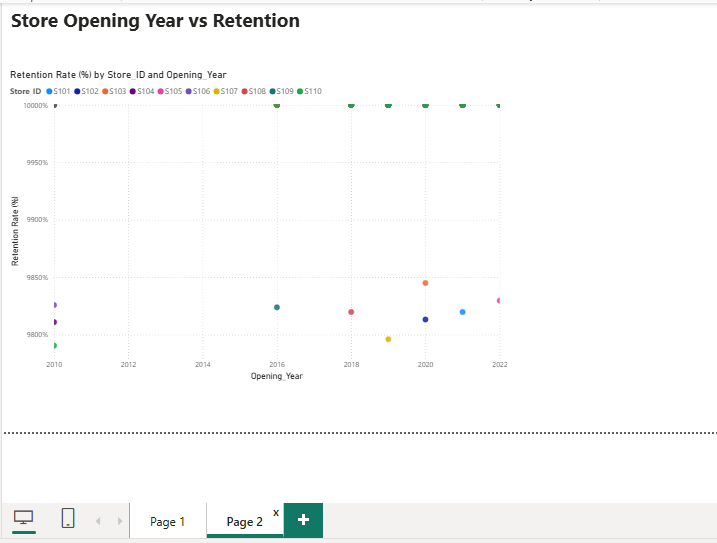 Store Opening Year vs Retention
Retention Rate (%) by Store_ID and Opening_Year
Store_ID S101 S102 S103 S104 S105 S106 S107 S108 S109 S110
10000%
9950%
9900%
9850%
9800%
Retention Rate (%)
2010 2012 2014 2016 2018 2020 2022
Opening_Year
Page 1
Page 2 x
+